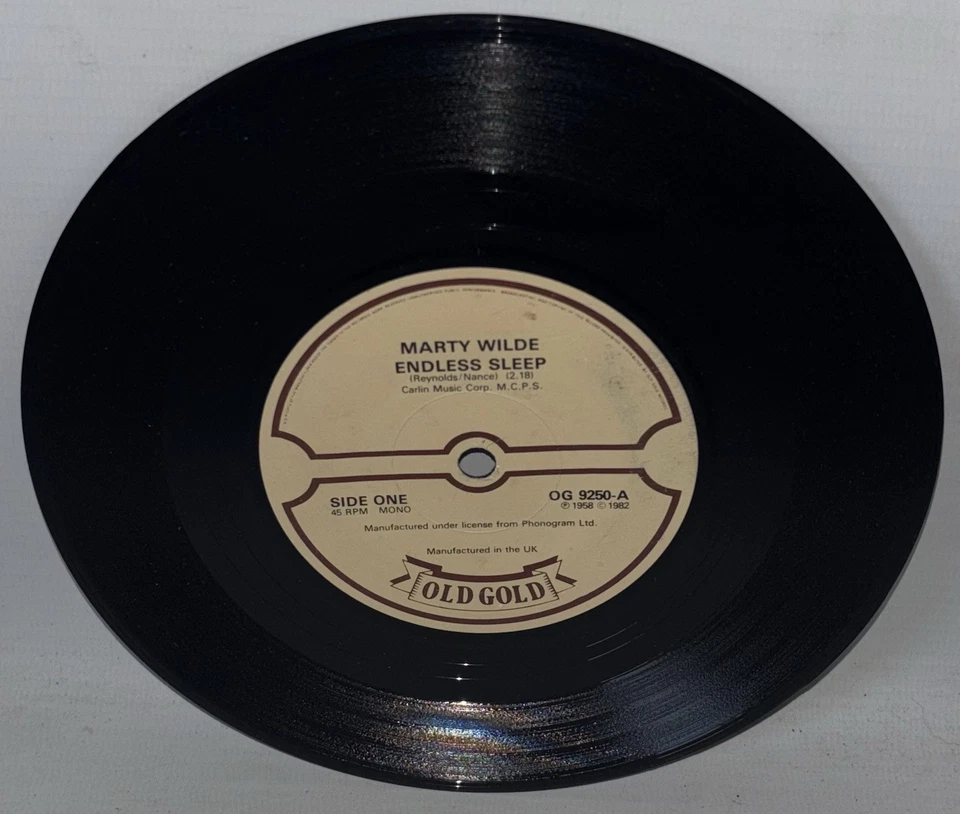 MARTY WILDE
ENDLESS SLEEP
(Reynolds/Nance) (2.18)
Carlin Music Corp. M.C.P.S.
SIDE ONE
45 RPM MONO
OG 9250-A
℗ 1958 © 1982
Manufactured under license from Phonogram Ltd.
Manufactured in the UK
OLD GOLD